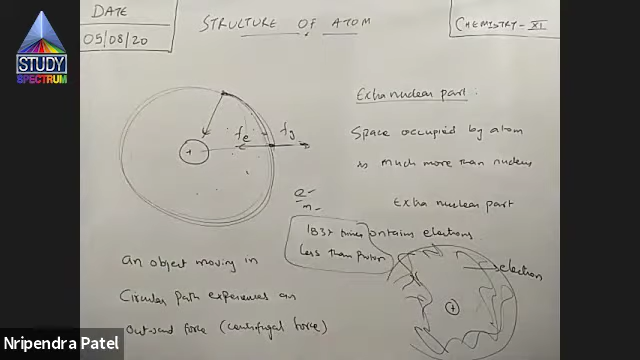 DATE
05/08/20
STRUCTURE OF ATOM
CHEMISTRY - XI
STUDY
SPECTRUM
Extra nuclear part :
Space occupied by atom
is much more than nucleus
Extra nuclear part
contains electrons
fe
fg
+
e-
m-
1837 times
less than proton
electron
+
An object moving in
Circular path experiences an
outward force (centrifugal force)
Nripendra Patel